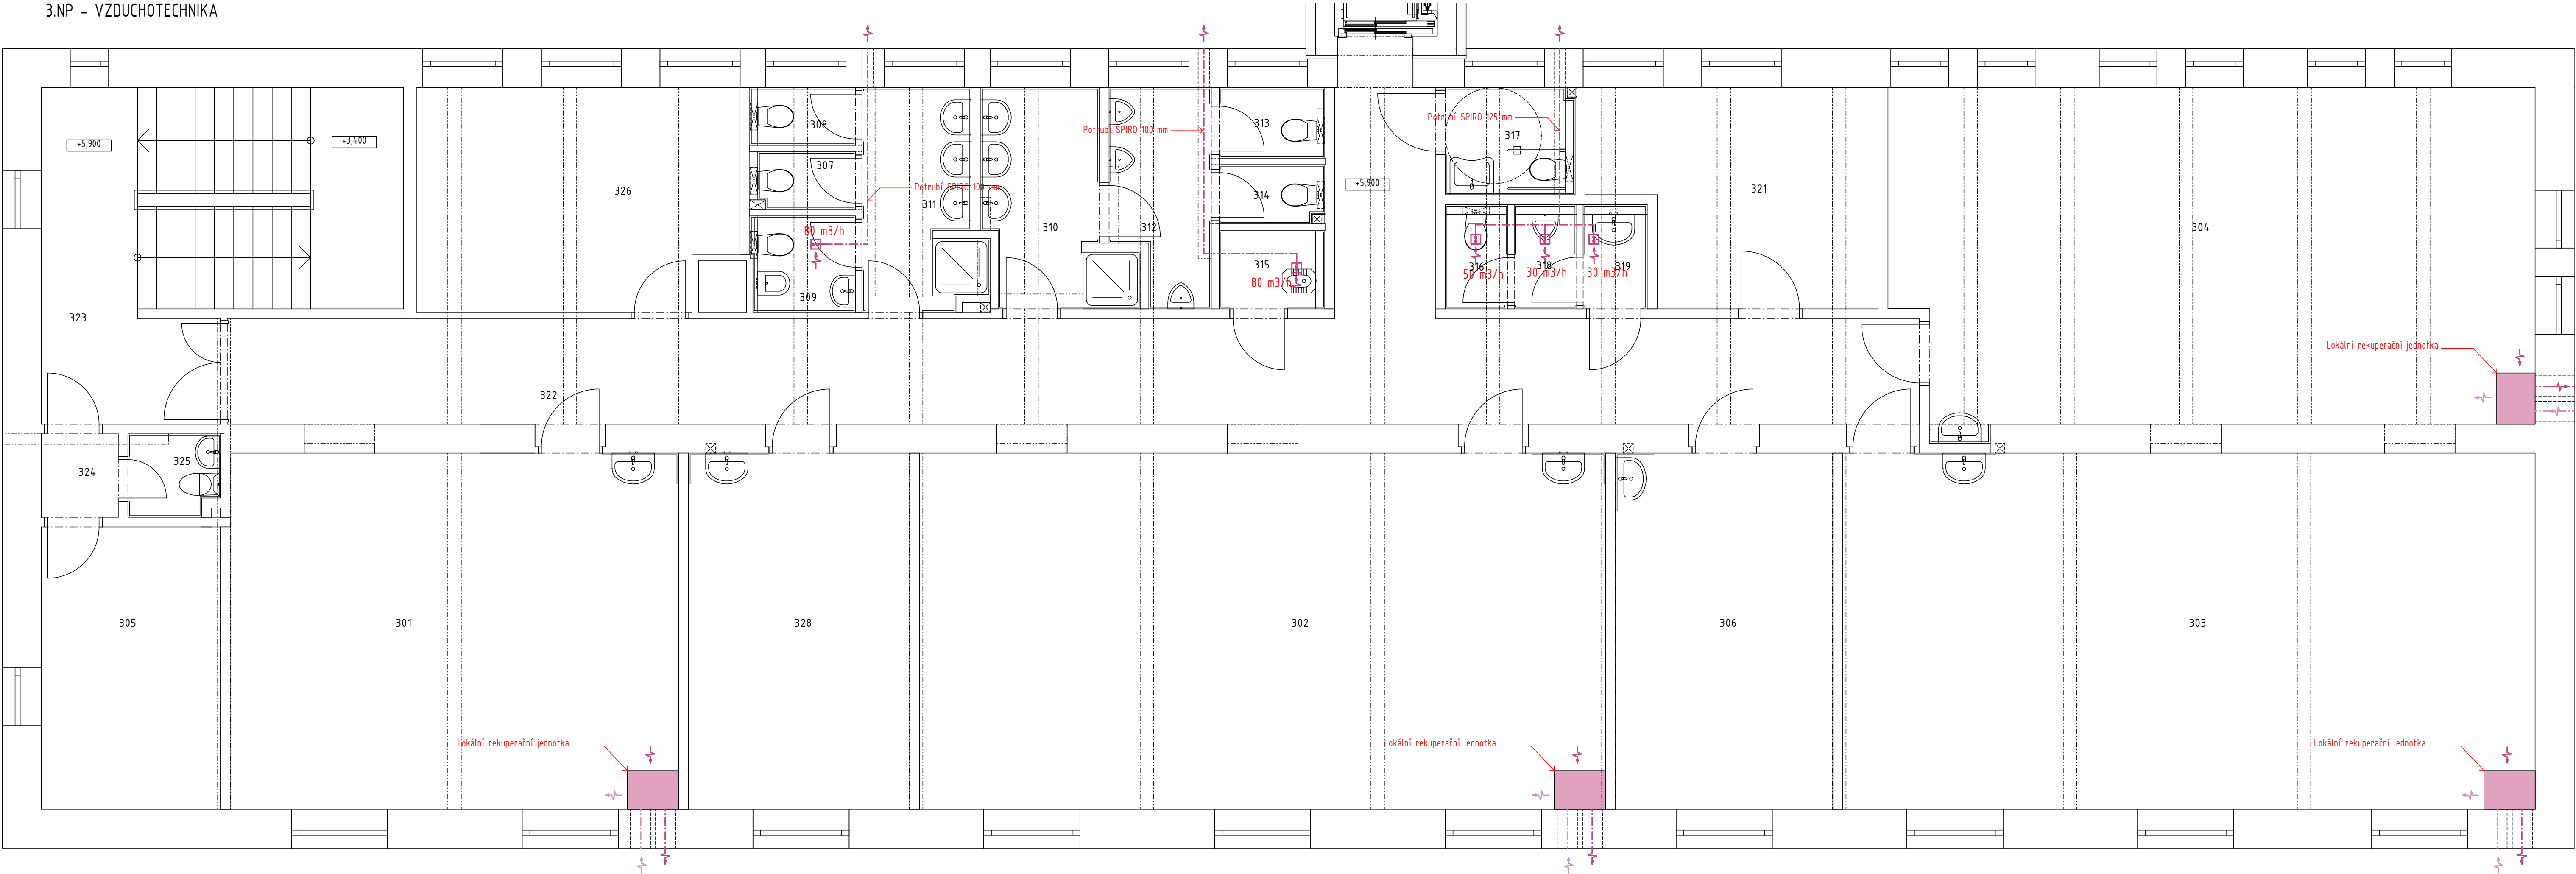 3.NP - VZDUCHOTECHNIKA
+5,900
+3,400
326
308
307
Potrubí SPIRO 100 mm
311
80 m3/h
309
310
Potrubí SPIRO 100 mm
312
313
314
315
80 m3/h
+5,900
Potrubí SPIRO 125 mm
317
316
50 m3/h
318
30 m3/h
319
30 m3/h
321
304
Lokální rekuperační jednotka
323
322
324
325
305
301
328
302
306
303
Lokální rekuperační jednotka
Lokální rekuperační jednotka
Lokální rekuperační jednotka